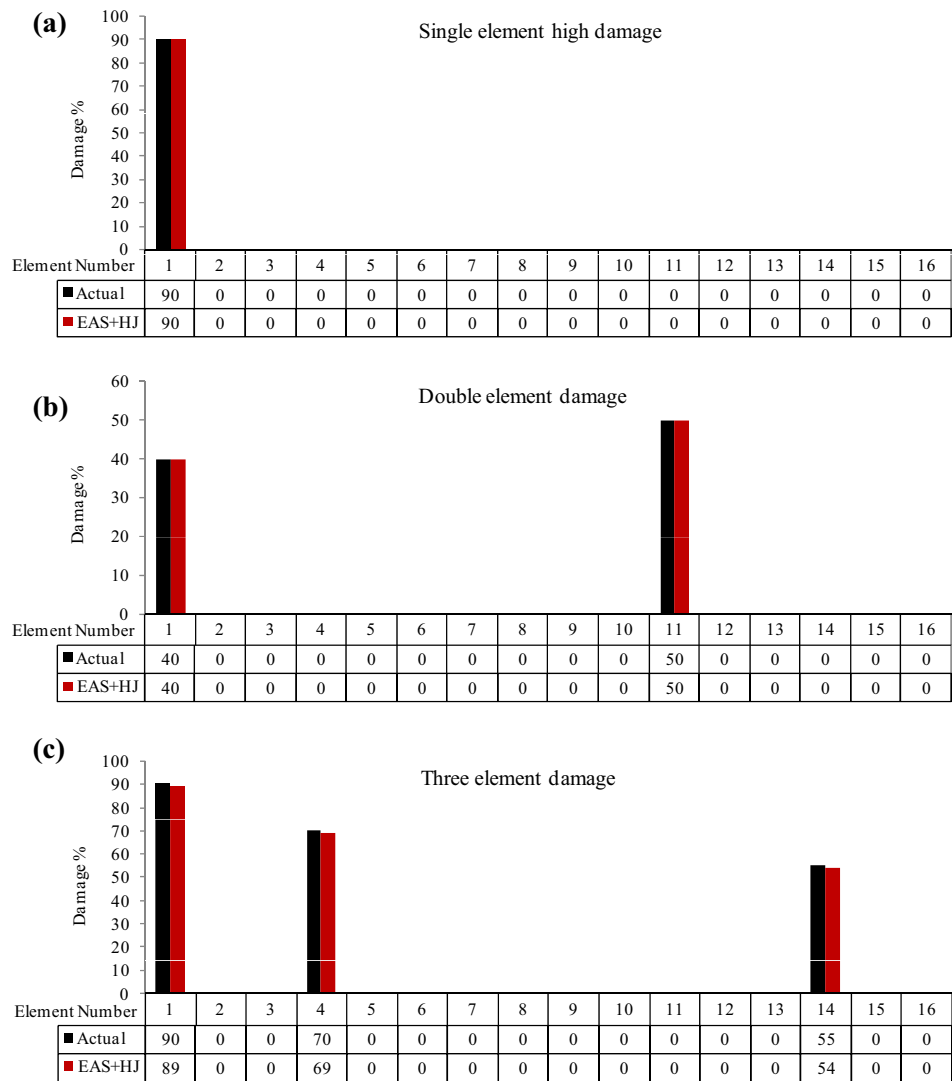 (a)
Single element high damage
Damage %
100
90
80
70
60
50
40
30
20
10
0
Element Number 1 2 3 4 5 6 7 8 9 10 11 12 13 14 15 16
Actual 90 0 0 0 0 0 0 0 0 0 0 0 0 0 0 0
EAS+HJ 90 0 0 0 0 0 0 0 0 0 0 0 0 0 0 0
(b)
Double element damage
Damage %
60
50
40
30
20
10
0
Element Number 1 2 3 4 5 6 7 8 9 10 11 12 13 14 15 16
Actual 40 0 0 0 0 0 0 0 0 0 50 0 0 0 0 0
EAS+HJ 40 0 0 0 0 0 0 0 0 0 50 0 0 0 0 0
(c)
Three element damage
Damage %
100
90
80
70
60
50
40
30
20
10
0
Element Number 1 2 3 4 5 6 7 8 9 10 11 12 13 14 15 16
Actual 90 0 0 70 0 0 0 0 0 0 0 0 0 55 0 0
EAS+HJ 89 0 0 69 0 0 0 0 0 0 0 0 0 54 0 0